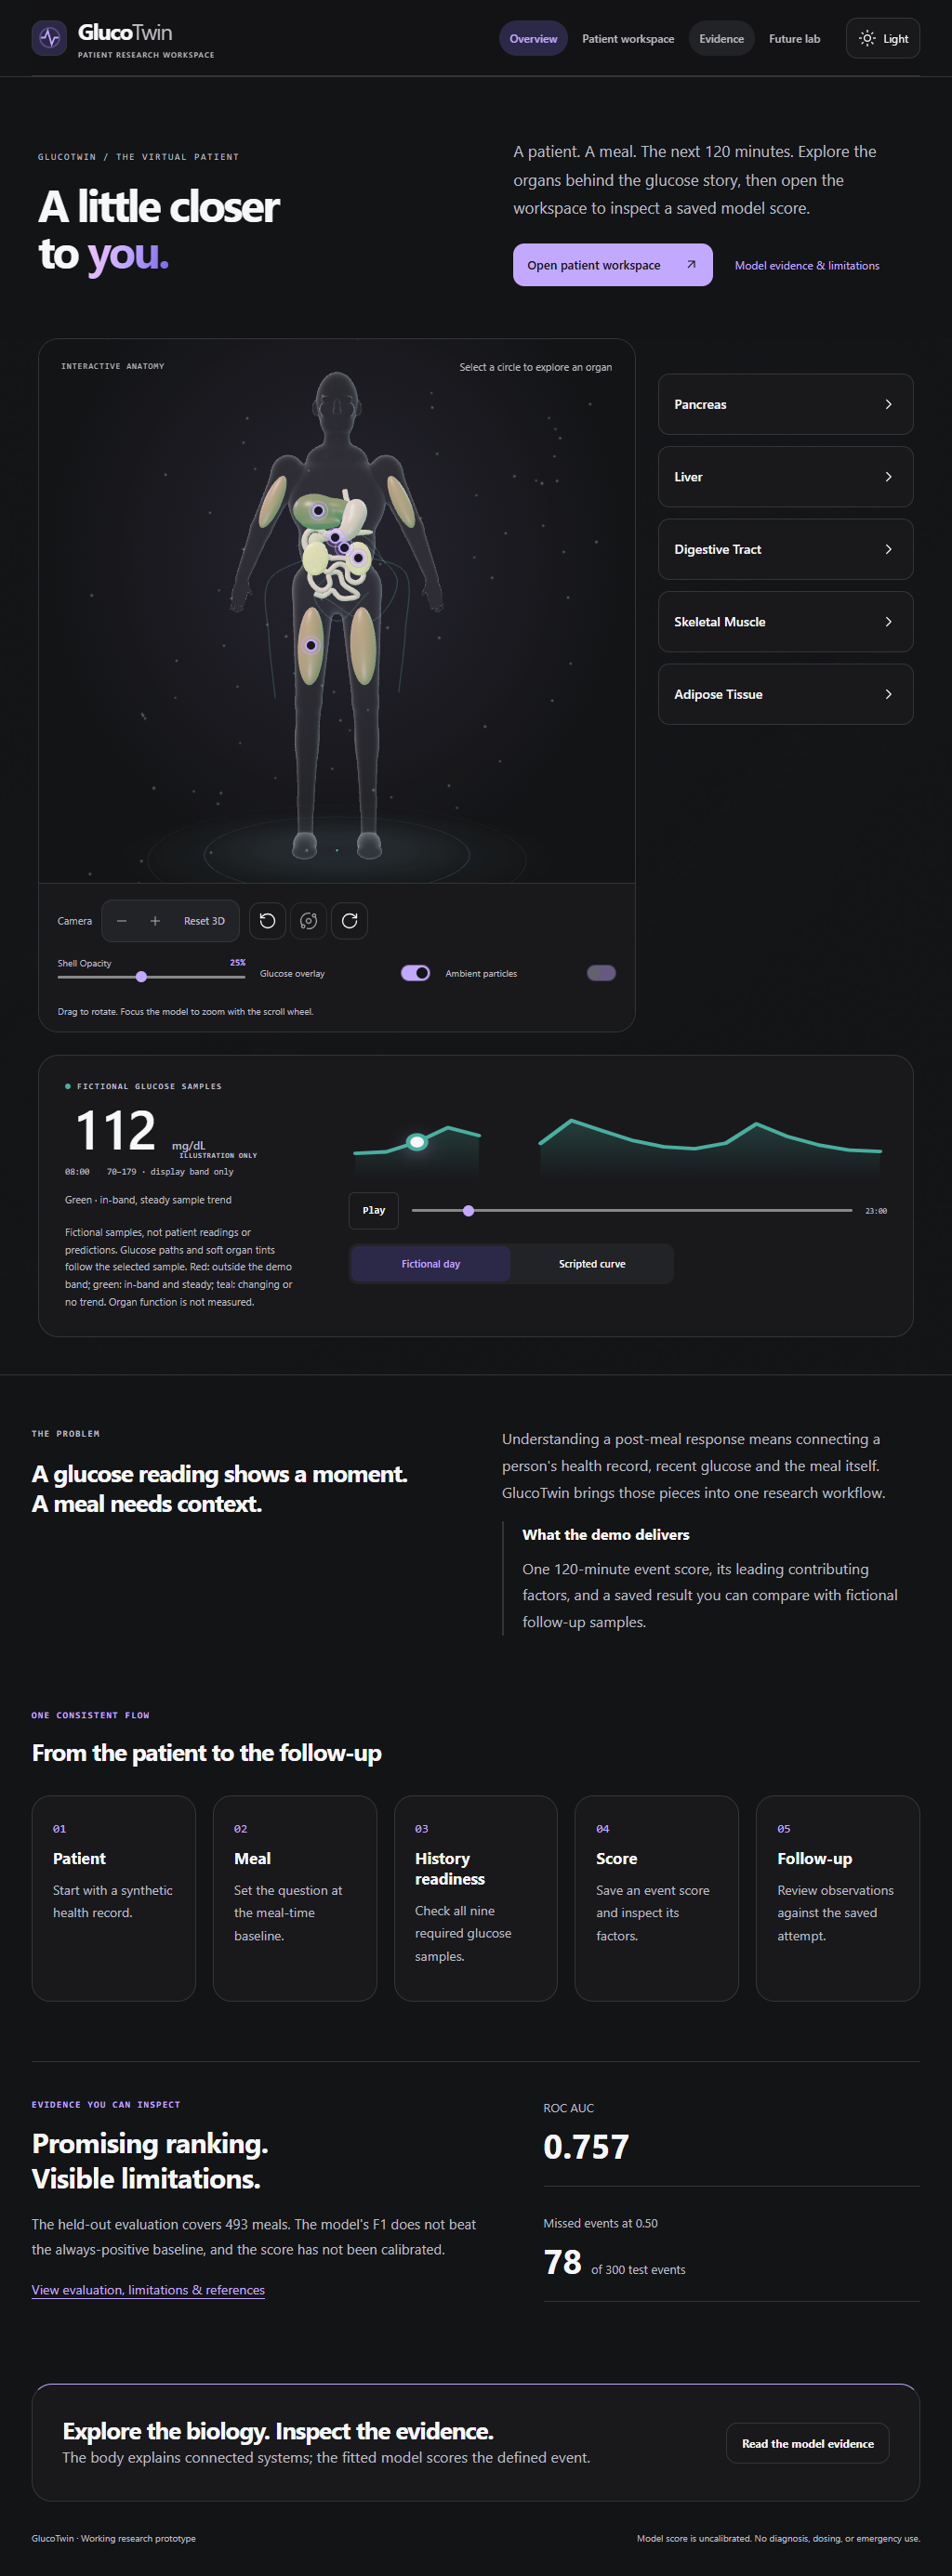 GlucoTwin
PATIENT RESEARCH WORKSPACE
Overview
Patient workspace
Evidence
Future lab
Light
GLUCOTWIN / THE VIRTUAL PATIENT
A little closer
to you.
A patient. A meal. The next 120 minutes. Explore the
organs behind the glucose story, then open the
workspace to inspect a saved model score.
Open patient workspace
Model evidence & limitations
INTERACTIVE ANATOMY
Select a circle to explore an organ
Pancreas
Liver
Digestive Tract
Skeletal Muscle
Adipose Tissue
Camera
Reset 3D
Shell Opacity
25%
Glucose overlay
Ambient particles
Drag to rotate. Focus the model to zoom with the scroll wheel.
FICTIONAL GLUCOSE SAMPLES
112 mg/dL
ILLUSTRATION ONLY
08:00
70–179 · display band only
Green · in-band, steady sample trend
Fictional samples, not patient readings or
predictions. Glucose paths and soft organ tints
follow the selected sample. Red: outside the demo
band; green: in-band and steady; teal: changing or
no trend. Organ function is not measured.
Play
23:00
Fictional day
Scripted curve
THE PROBLEM
A glucose reading shows a moment.
A meal needs context.
Understanding a post-meal response means connecting a
person's health record, recent glucose and the meal itself.
GlucoTwin brings those pieces into one research workflow.
What the demo delivers
One 120-minute event score, its leading contributing
factors, and a saved result you can compare with fictional
follow-up samples.
ONE CONSISTENT FLOW
From the patient to the follow-up
01
Patient
Start with a synthetic
health record.
02
Meal
Set the question at
the meal-time
baseline.
03
History
readiness
Check all nine
required glucose
samples.
04
Score
Save an event score
and inspect its
factors.
05
Follow-up
Review observations
against the saved
attempt.
EVIDENCE YOU CAN INSPECT
Promising ranking.
Visible limitations.
The held-out evaluation covers 493 meals. The model's F1 does not beat
the always-positive baseline, and the score has not been calibrated.
View evaluation, limitations & references
ROC AUC
0.757
Missed events at 0.50
78 of 300 test events
Explore the biology. Inspect the evidence.
The body explains connected systems; the fitted model scores the defined event.
Read the model evidence
GlucoTwin · Working research prototype
Model score is uncalibrated. No diagnosis, dosing, or emergency use.